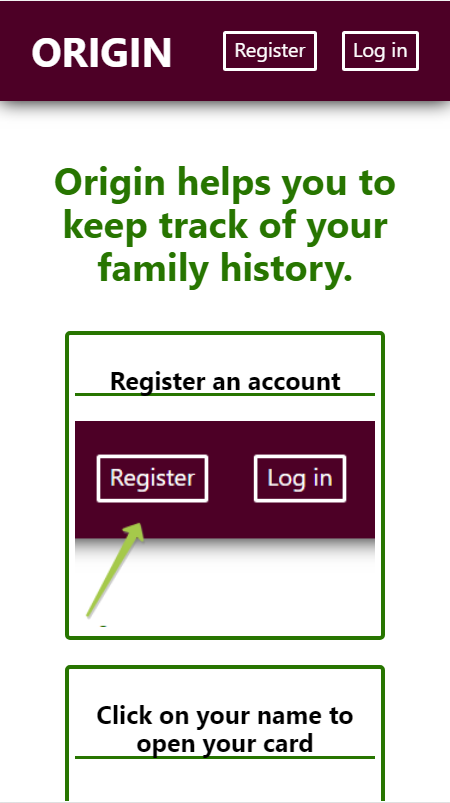 ORIGIN Register Log in
Origin helps you to
keep track of your
family history.
Register an account
Register Log in
Click on your name to
open your card